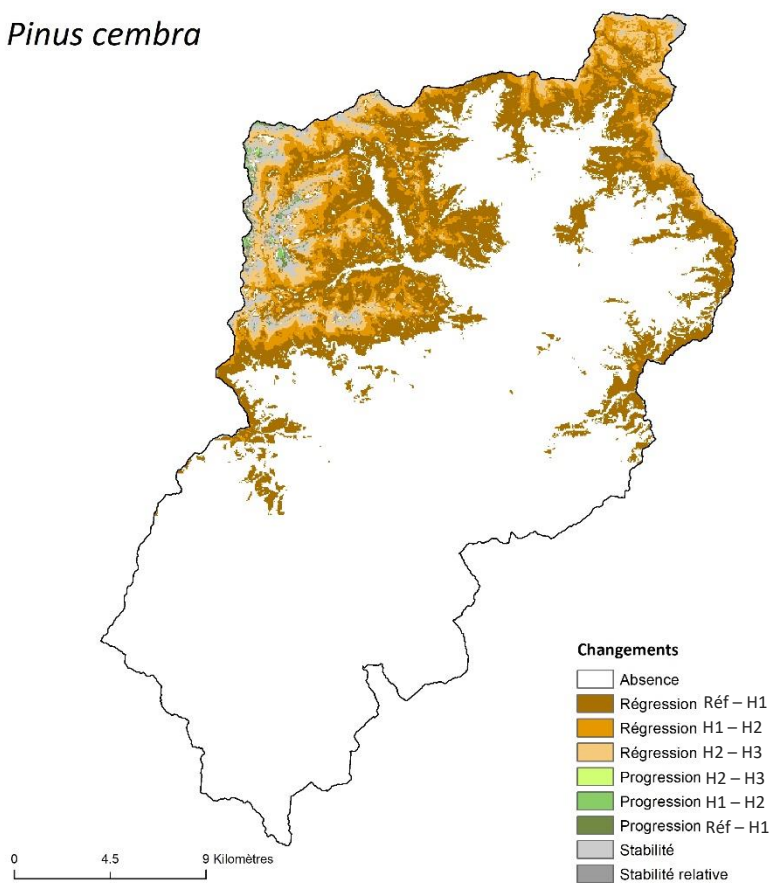 Pinus cembra
Changements
Absence
Régression Réf – H1
Régression H1 – H2
Régression H2 – H3
Progression H2 – H3
Progression H1 – H2
Progression Réf – H1
Stabilité
Stabilité relative
0 4.5 9 Kilomètres